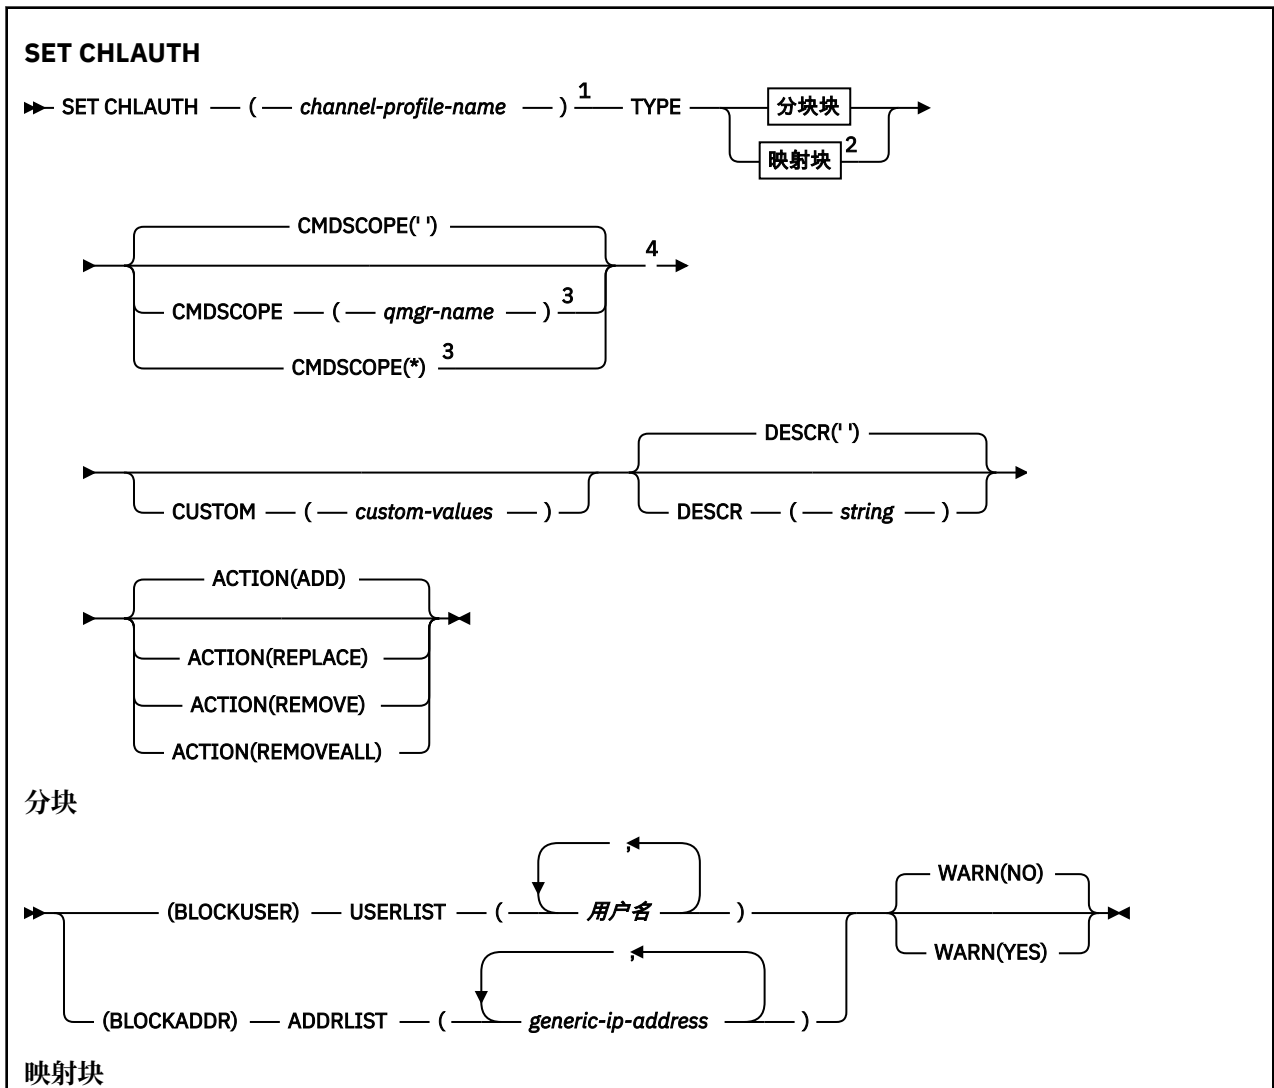 SET CHLAUTH
SET CHLAUTH ( channel-profile-name ) 1 TYPE 分块块
映射块 2
CMDSCOPE(' ')
4
CMDSCOPE ( qmgr-name ) 3
CMDSCOPE(*) 3
DESCR(' ')
CUSTOM ( custom-values ) DESCR ( string )
ACTION(ADD)
ACTION(REPLACE)
ACTION(REMOVE)
ACTION(REMOVEALL)
分块
,
WARN(NO)
(BLOCKUSER) USERLIST ( 用户名 )
WARN(YES)
,
(BLOCKADDR) ADDRLIST ( generic-ip-address )
映射块